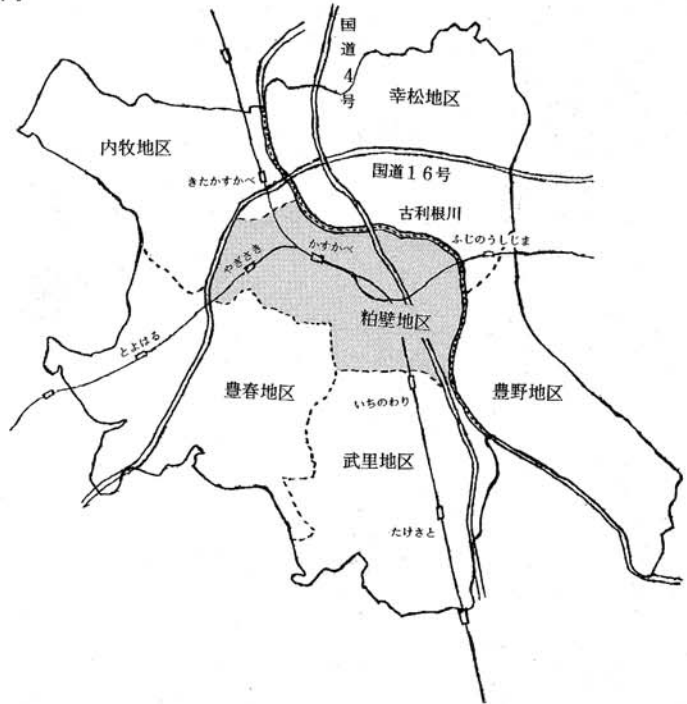 国道4号
幸松地区
内牧地区
国道16号
きたかすかべ
古利根川
ふじのうしじま
かすかべ
やぎさき
粕壁地区
とよはる
豊春地区
いちのわり
豊野地区
武里地区
たけさと